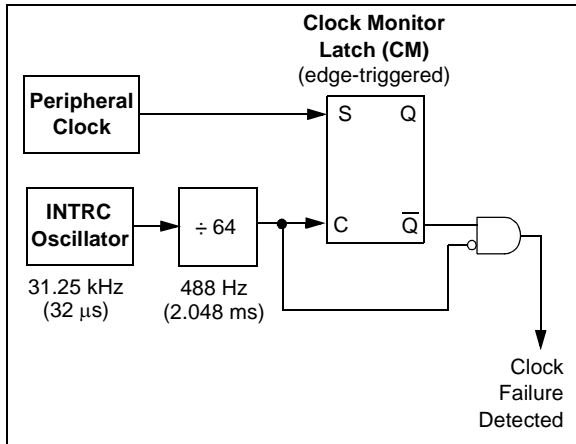 Clock Monitor
Latch (CM)
(edge-triggered)
Peripheral
Clock
S Q
INTRC
Oscillator
÷ 64
C Q̅
31.25 kHz
(32 μs)
488 Hz
(2.048 ms)
Clock
Failure
Detected